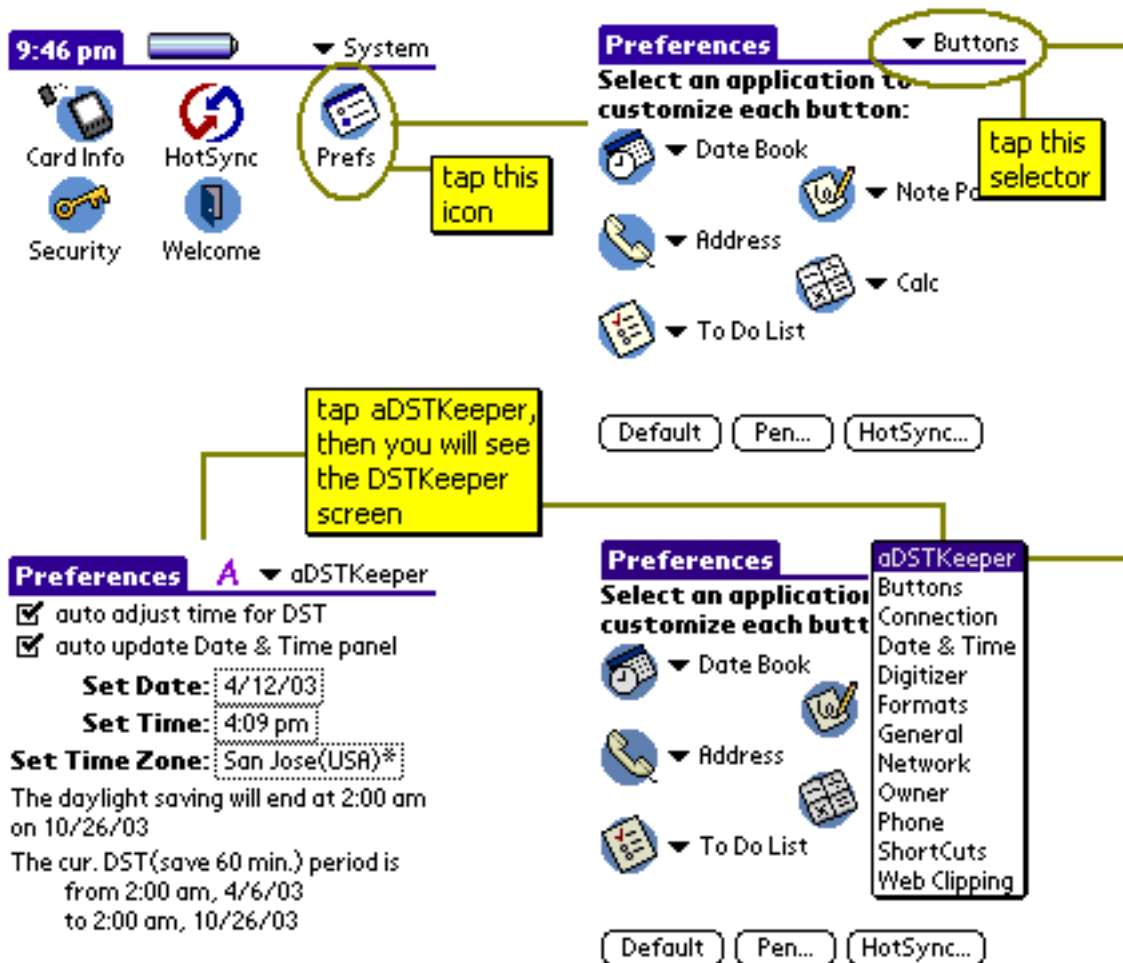 9:46 pm
System
Card Info
HotSync
Prefs
tap this
icon
Security
Welcome
Preferences
Buttons
Select an application to
customize each button:
tap this
selector
Date Book
Note Po
Address
Calc
To Do List
Default
Pen...
HotSync...
tap aDSTKeeper,
then you will see
the DSTKeeper
screen
Preferences
A
aDSTKeeper
auto adjust time for DST
auto update Date & Time panel
Set Date: 4/12/03
Set Time: 4:09 pm
Set Time Zone: San Jose(USA)*
The daylight saving will end at 2:00 am
on 10/26/03
The cur. DST(save 60 min.) period is
from 2:00 am, 4/6/03
to 2:00 am, 10/26/03
Preferences
Select an application
customize each butt
Date Book
Address
To Do List
aDSTKeeper
Buttons
Connection
Date & Time
Digitizer
Formats
General
Network
Owner
Phone
ShortCuts
Web Clipping
Default
Pen...
HotSync...